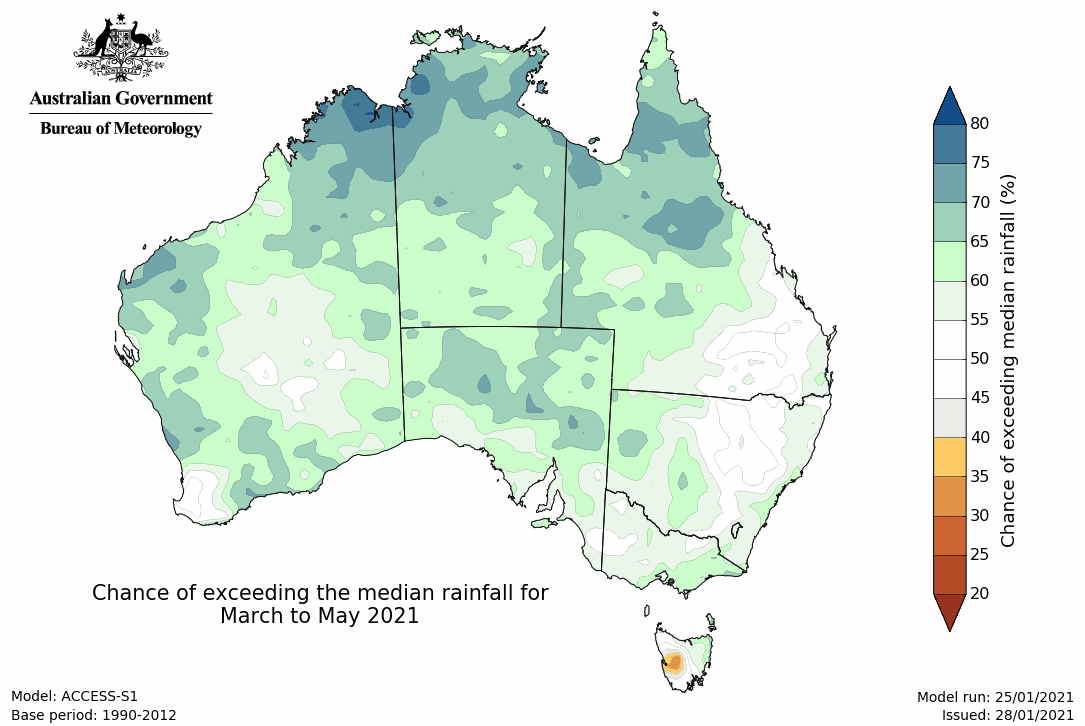 Australian Government
Bureau of Meteorology
80
75
70
65
60
55
50
45
40
35
30
25
20
Chance of exceeding median rainfall (%)
Chance of exceeding the median rainfall for
March to May 2021
Model: ACCESS-S1
Base period: 1990-2012
Model run: 25/01/2021
Issued: 28/01/2021